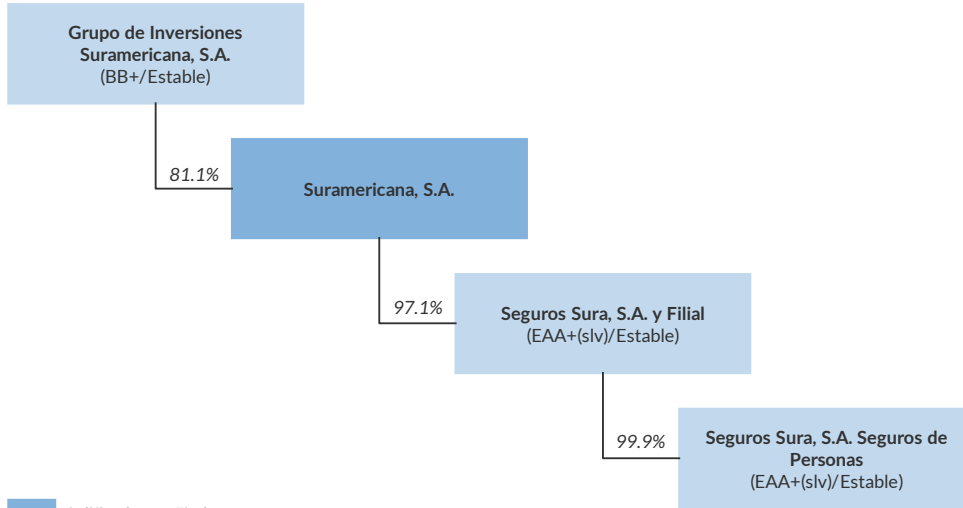 Grupo de Inversiones
Suramericana, S.A.
(BB+/Estable)
81.1%
Suramericana, S.A.
97.1%
Seguros Sura, S.A. y Filial
(EAA+(slv)/Estable)
99.9%
Seguros Sura, S.A. Seguros de
Personas
(EAA+(slv)/Estable)